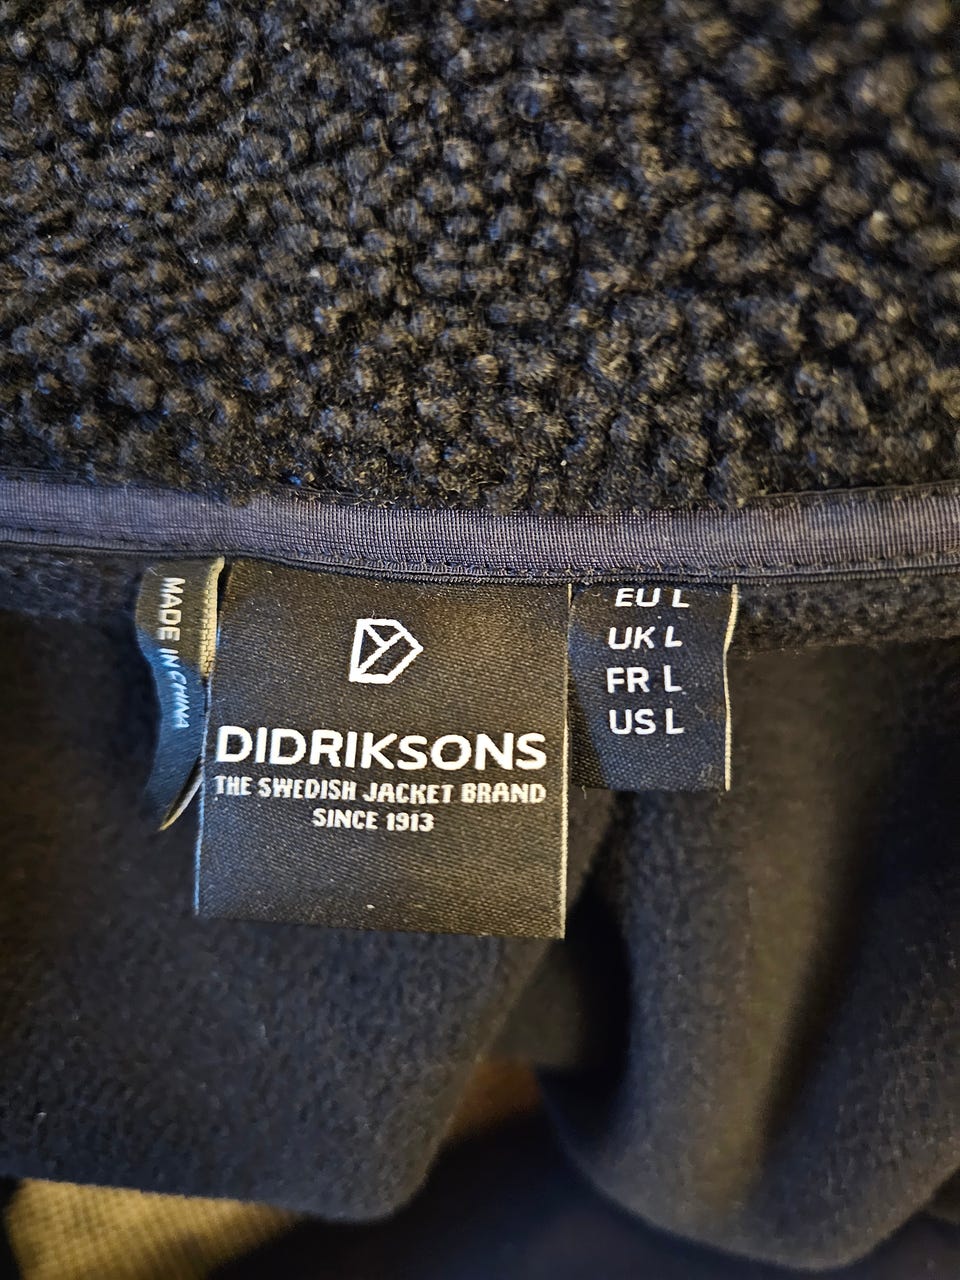 MADE IN CHINA
DIDRIKSONS
THE SWEDISH JACKET BRAND
SINCE 1913
EU L
UK L
FR L
US L